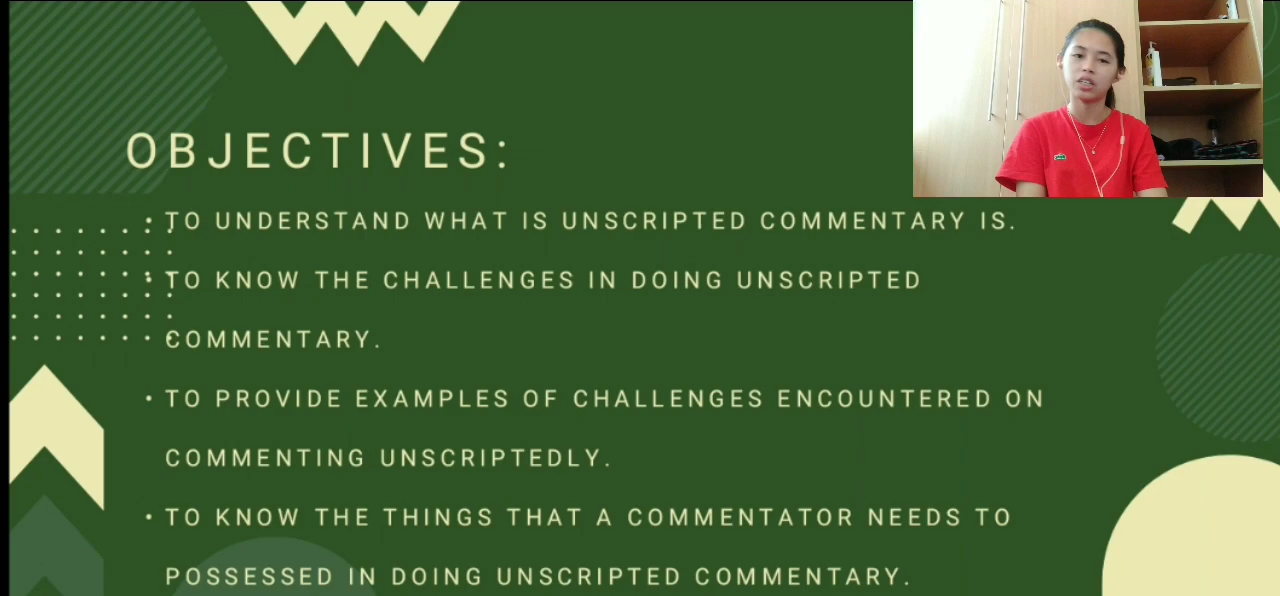 OBJECTIVES:
• TO UNDERSTAND WHAT IS UNSCRIPTED COMMENTARY IS.
• TO KNOW THE CHALLENGES IN DOING UNSCRIPTED
COMMENTARY.
• TO PROVIDE EXAMPLES OF CHALLENGES ENCOUNTERED ON
COMMENTING UNSCRIPTEDLY.
• TO KNOW THE THINGS THAT A COMMENTATOR NEEDS TO
POSSESSED IN DOING UNSCRIPTED COMMENTARY.